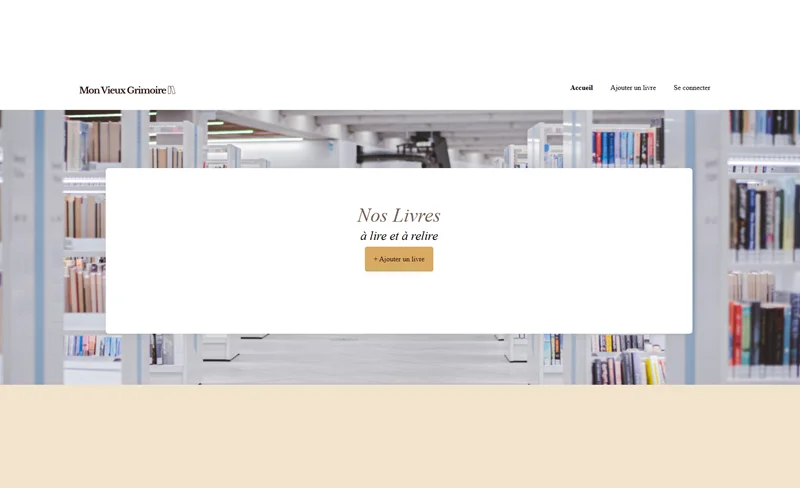 Mon Vieux Grimoire
Accueil
Ajouter un livre
Se connecter
Nos Livres
à lire et à relire
+ Ajouter un livre